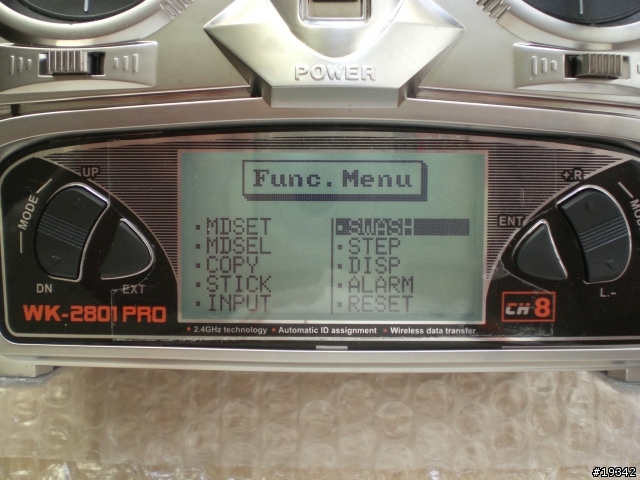 POWER
UP
MODE
DN
EXT
WK-2801 PRO
Func.Menu
·MDSET
·MDSEL
·COPY
·STICK
·INPUT
·SWASH
·STEP
·DISP
·ALARM
·RESET
+.R
ENT
L.-
CH 8
• 2.4GHz technology • Automatic ID assignment • Wireless data transfer
#19342